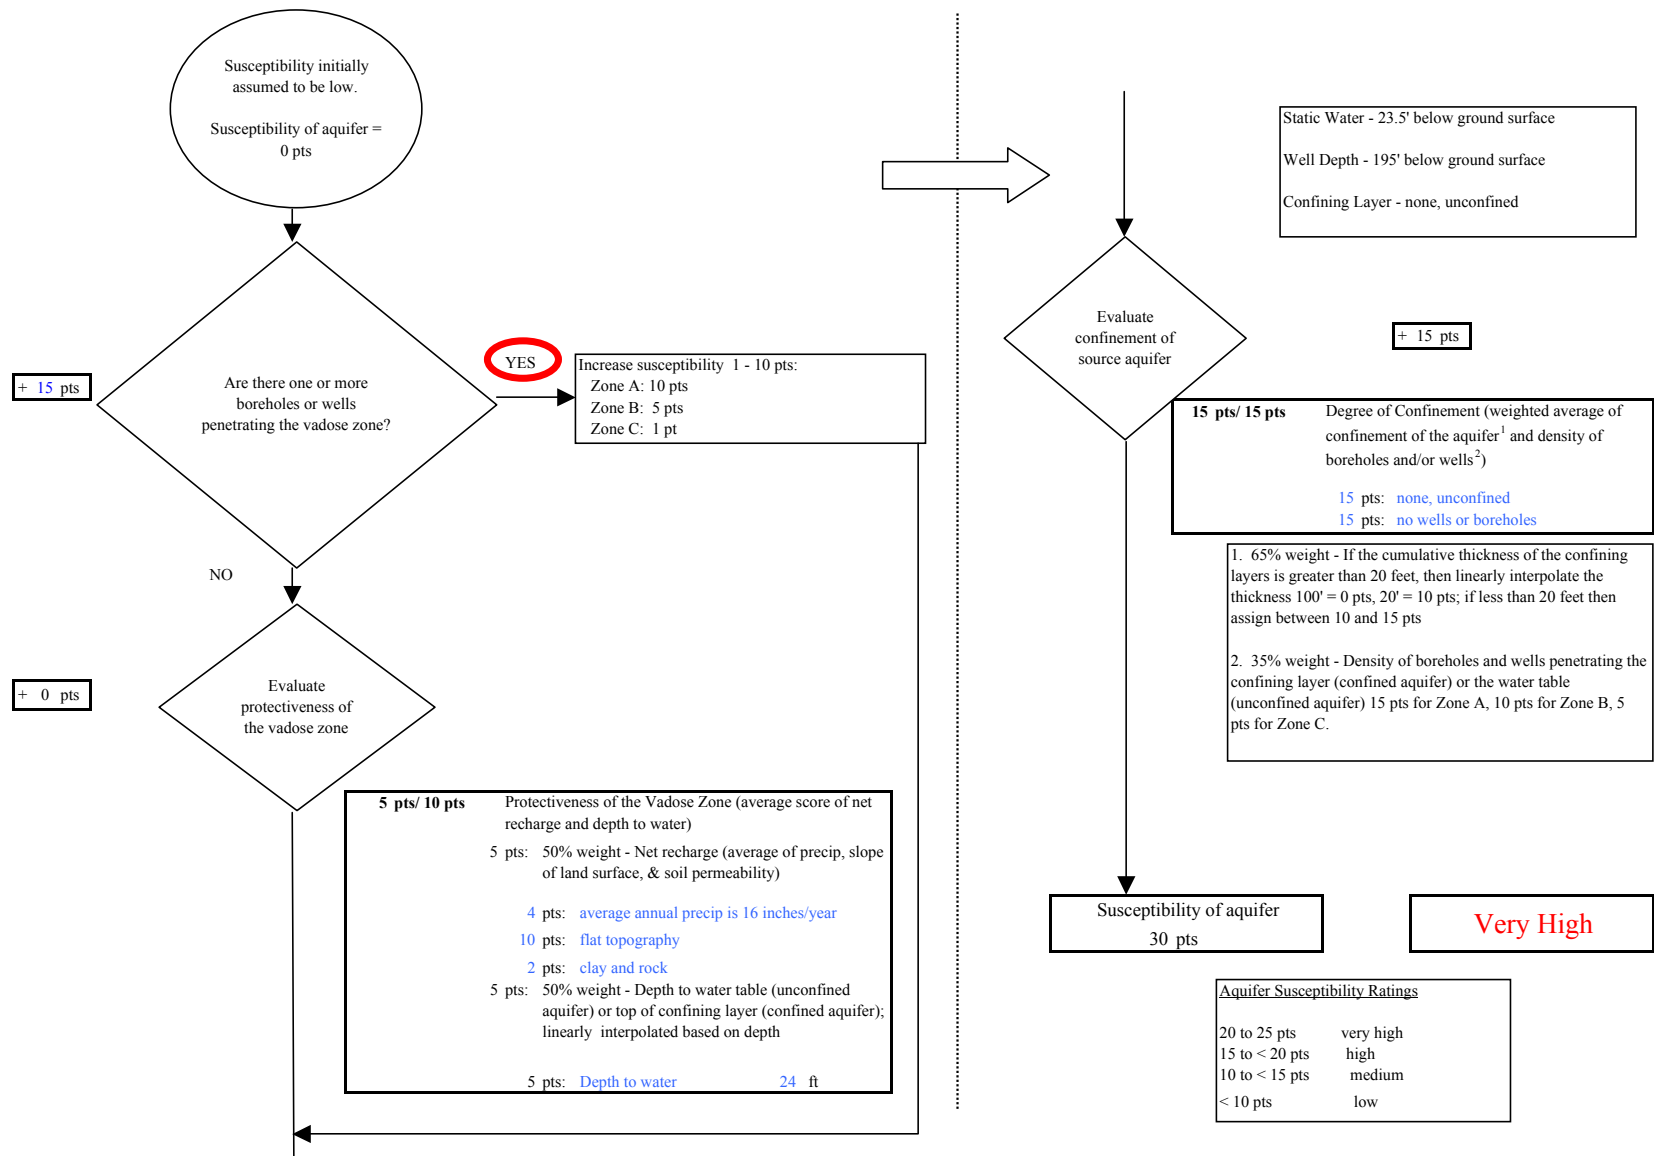 Susceptibility initially
assumed to be low.
Susceptibility of aquifer =
0 pts
+ 15 pts
Are there one or more
boreholes or wells
penetrating the vadose zone?
YES
Increase susceptibility 1 - 10 pts:
Zone A: 10 pts
Zone B: 5 pts
Zone C: 1 pt
NO
+ 0 pts
Evaluate
protectiveness of
the vadose zone
5 pts/ 10 pts Protectiveness of the Vadose Zone (average score of net
recharge and depth to water)
5 pts: 50% weight - Net recharge (average of precip, slope
of land surface, & soil permeability)
4 pts: average annual precip is 16 inches/year
10 pts: flat topography
2 pts: clay and rock
5 pts: 50% weight - Depth to water table (unconfined
aquifer) or top of confining layer (confined aquifer);
linearly interpolated based on depth
5 pts: Depth to water 24 ft
Static Water - 23.5' below ground surface
Well Depth - 195' below ground surface
Confining Layer - none, unconfined
Evaluate
confinement of
source aquifer
+ 15 pts
15 pts/ 15 pts Degree of Confinement (weighted average of
confinement of the aquifer1 and density of
boreholes and/or wells2)
15 pts: none, unconfined
15 pts: no wells or boreholes
1. 65% weight - If the cumulative thickness of the confining
layers is greater than 20 feet, then linearly interpolate the
thickness 100' = 0 pts, 20' = 10 pts; if less than 20 feet then
assign between 10 and 15 pts
2. 35% weight - Density of boreholes and wells penetrating the
confining layer (confined aquifer) or the water table
(unconfined aquifer) 15 pts for Zone A, 10 pts for Zone B, 5
pts for Zone C.
Susceptibility of aquifer
30 pts
Very High
Aquifer Susceptibility Ratings
20 to 25 pts very high
15 to < 20 pts high
10 to < 15 pts medium
< 10 pts low